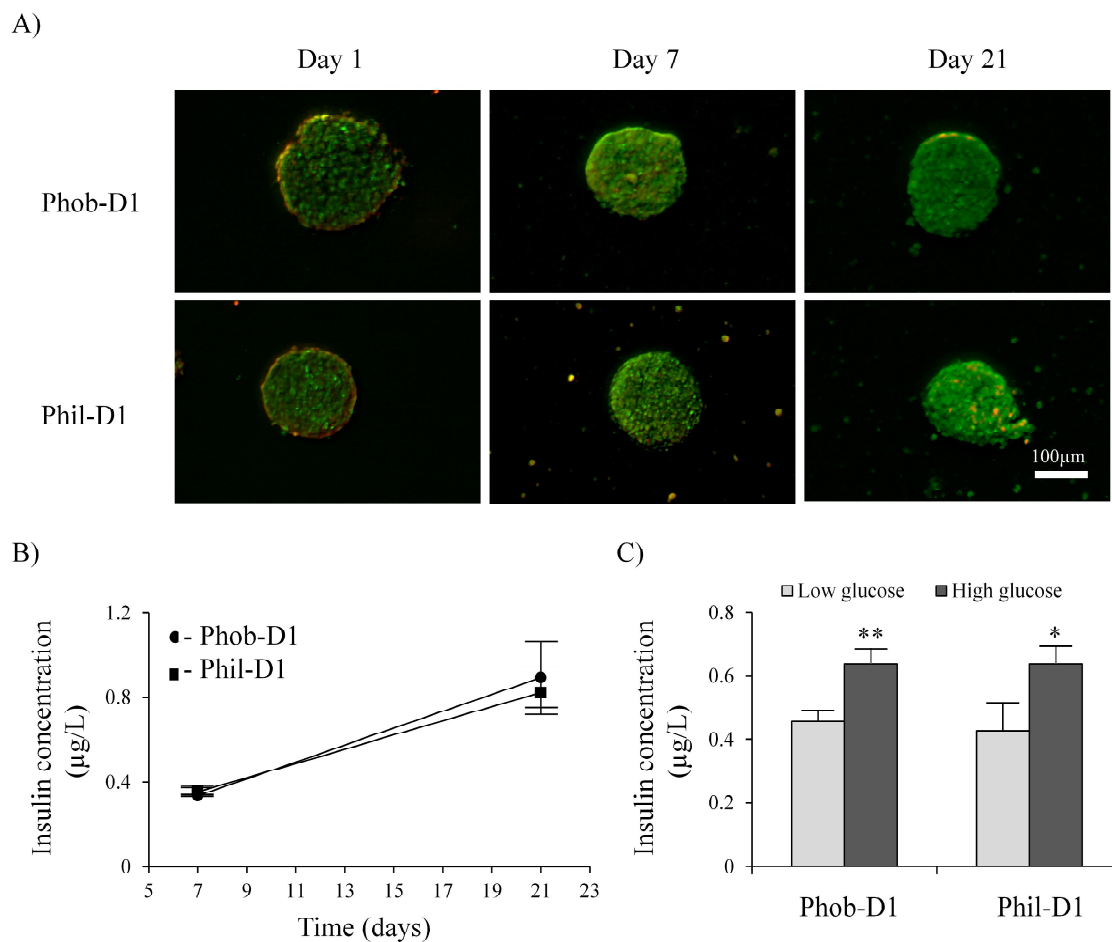 A)
Day 1
Day 7
Day 21
Phob-D1
Phil-D1
100µm
B)
Insulin concentration
(µg/L)
1.2
0.8
0.4
0
- Phob-D1
- Phil-D1
5
7
9
11
13
15
17
19
21
23
Time (days)
C)
Low glucose
High glucose
Insulin concentration
(µg/L)
0.8
0.6
0.4
0.2
0
**
*
Phob-D1
Phil-D1